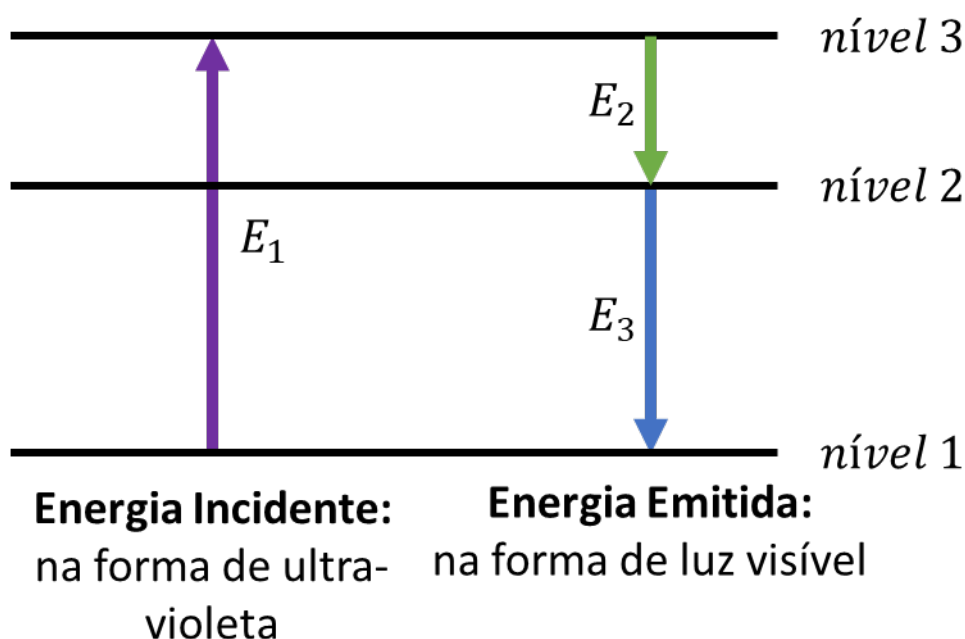 nível 3
E₂
nível 2
E₁
E₃
nível 1
Energia Incidente:
na forma de ultra-
violeta
Energia Emitida:
na forma de luz visível